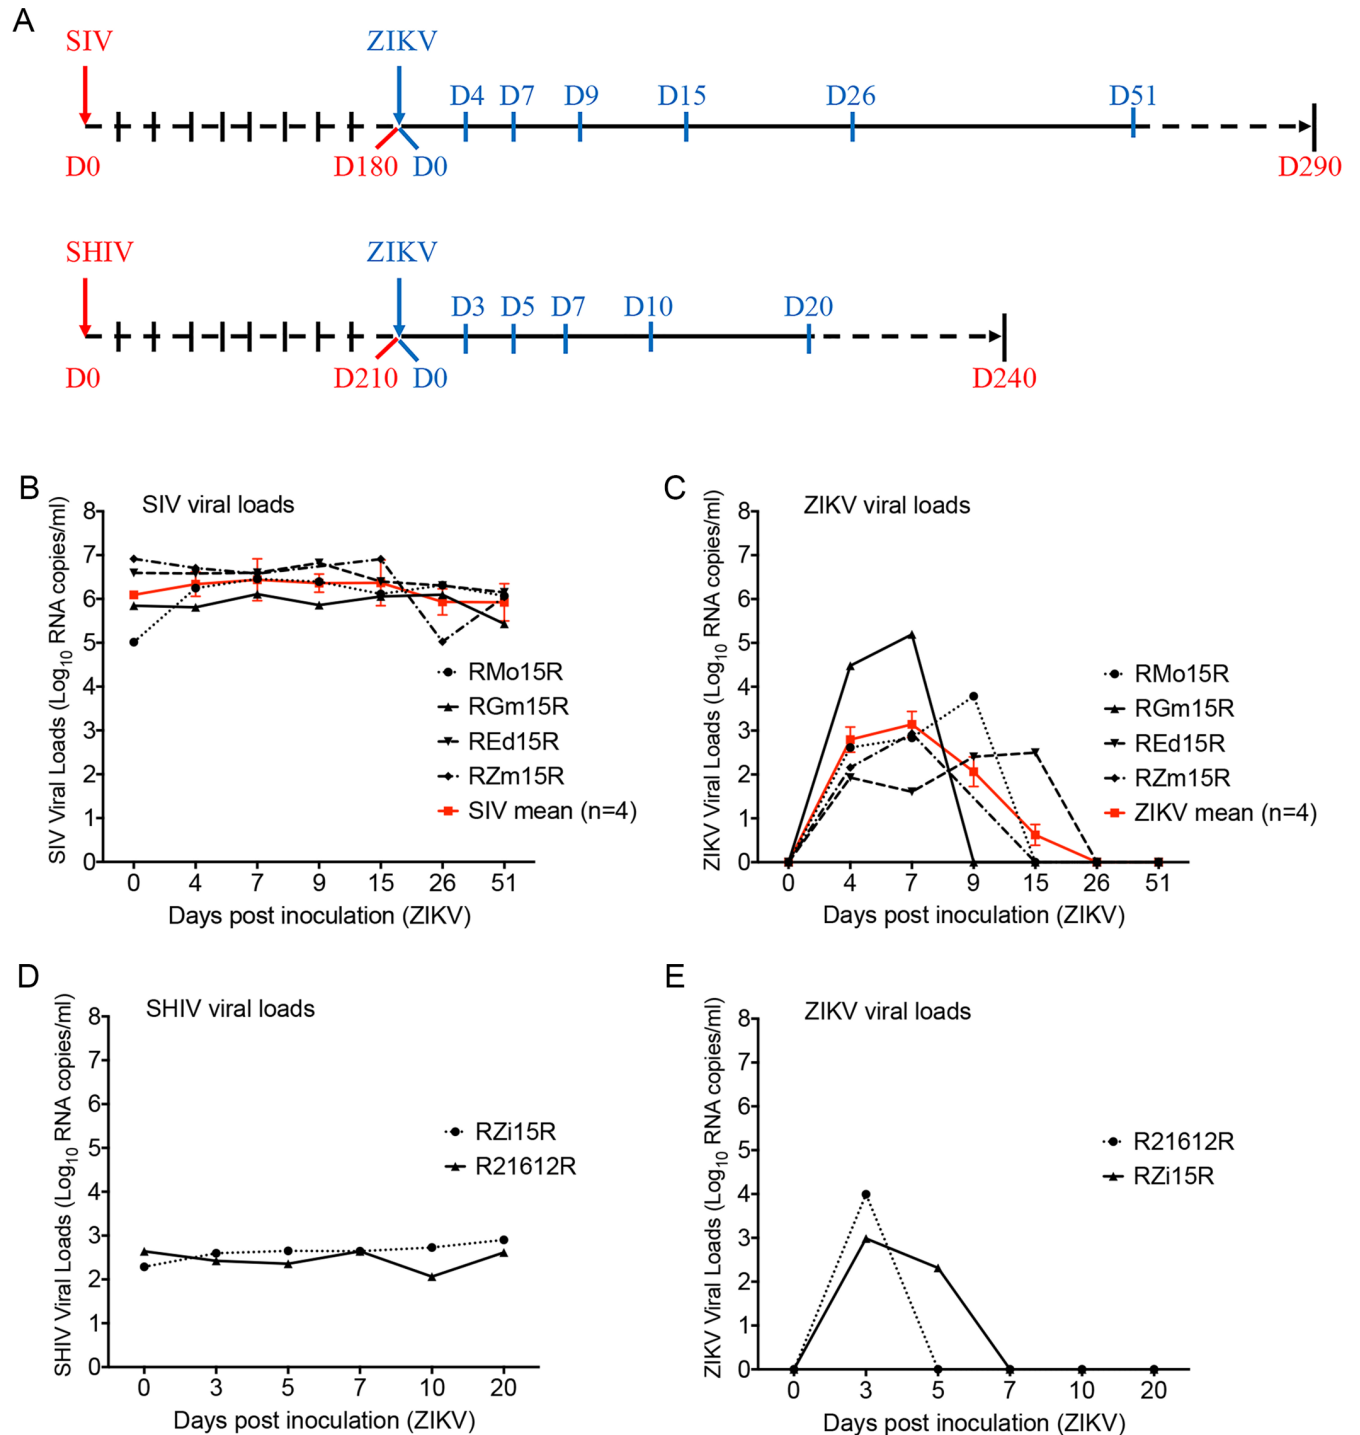 A
SIV
ZIKV
D4 D7 D9 D15 D26 D51
D0 D180 D0 D290
SHIV
ZIKV
D3 D5 D7 D10 D20
D0 D210 D0 D240
B
SIV viral loads
SIV Viral Loads (Log10 RNA copies/ml)
8
7
6
5
4
3
2
1
0
RMo15R
RGm15R
REd15R
RZm15R
SIV mean (n=4)
0 4 7 9 15 26 51
Days post inoculation (ZIKV)
C
ZIKV viral loads
ZIKV Viral Loads (Log10 RNA copies/ml)
8
7
6
5
4
3
2
1
0
RMo15R
RGm15R
REd15R
RZm15R
ZIKV mean (n=4)
0 4 7 9 15 26 51
Days post inoculation (ZIKV)
D
SHIV viral loads
SHIV Viral Loads (Log10 RNA copies/ml)
8
7
6
5
4
3
2
1
0
RZi15R
R21612R
0 3 5 7 10 20
Days post inoculation (ZIKV)
E
ZIKV viral loads
ZIKV Viral Loads (Log10 RNA copies/ml)
8
7
6
5
4
3
2
1
0
R21612R
RZi15R
0 3 5 7 10 20
Days post inoculation (ZIKV)